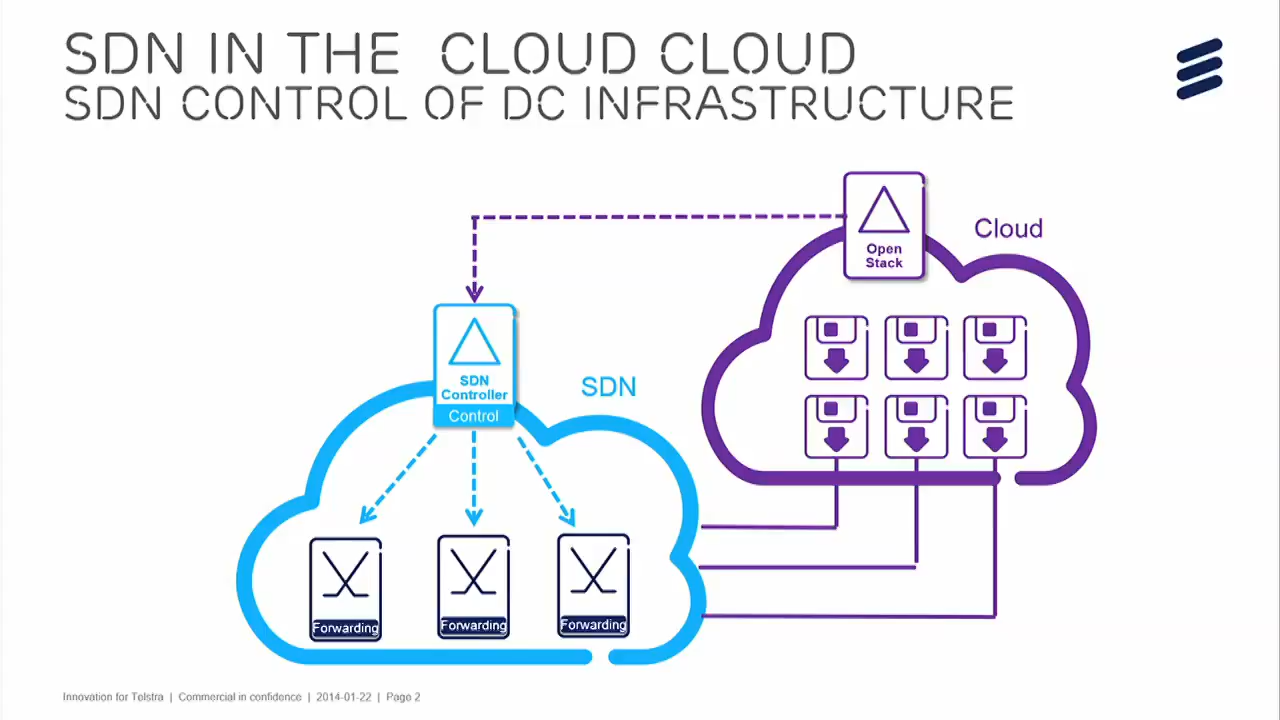 SDN IN THE CLOUD CLOUD
SDN CONTROL OF DC INFRASTRUCTURE
Open
Stack
Cloud
SDN
Controller
Control
SDN
Forwarding
Forwarding
Forwarding
Innovation for Telstra | Commercial in confidence | 2014-01-22 | Page 2